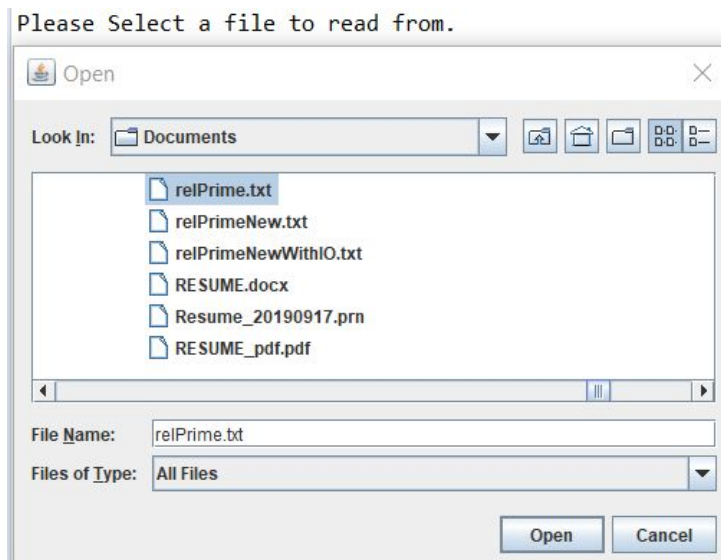 Please Select a file to read from.
Open
Look In: Documents
relPrime.txt
relPrimeNew.txt
relPrimeNewWithIO.txt
RESUME.docx
Resume_20190917.prn
RESUME_pdf.pdf
File Name: relPrime.txt
Files of Type: All Files
Open Cancel